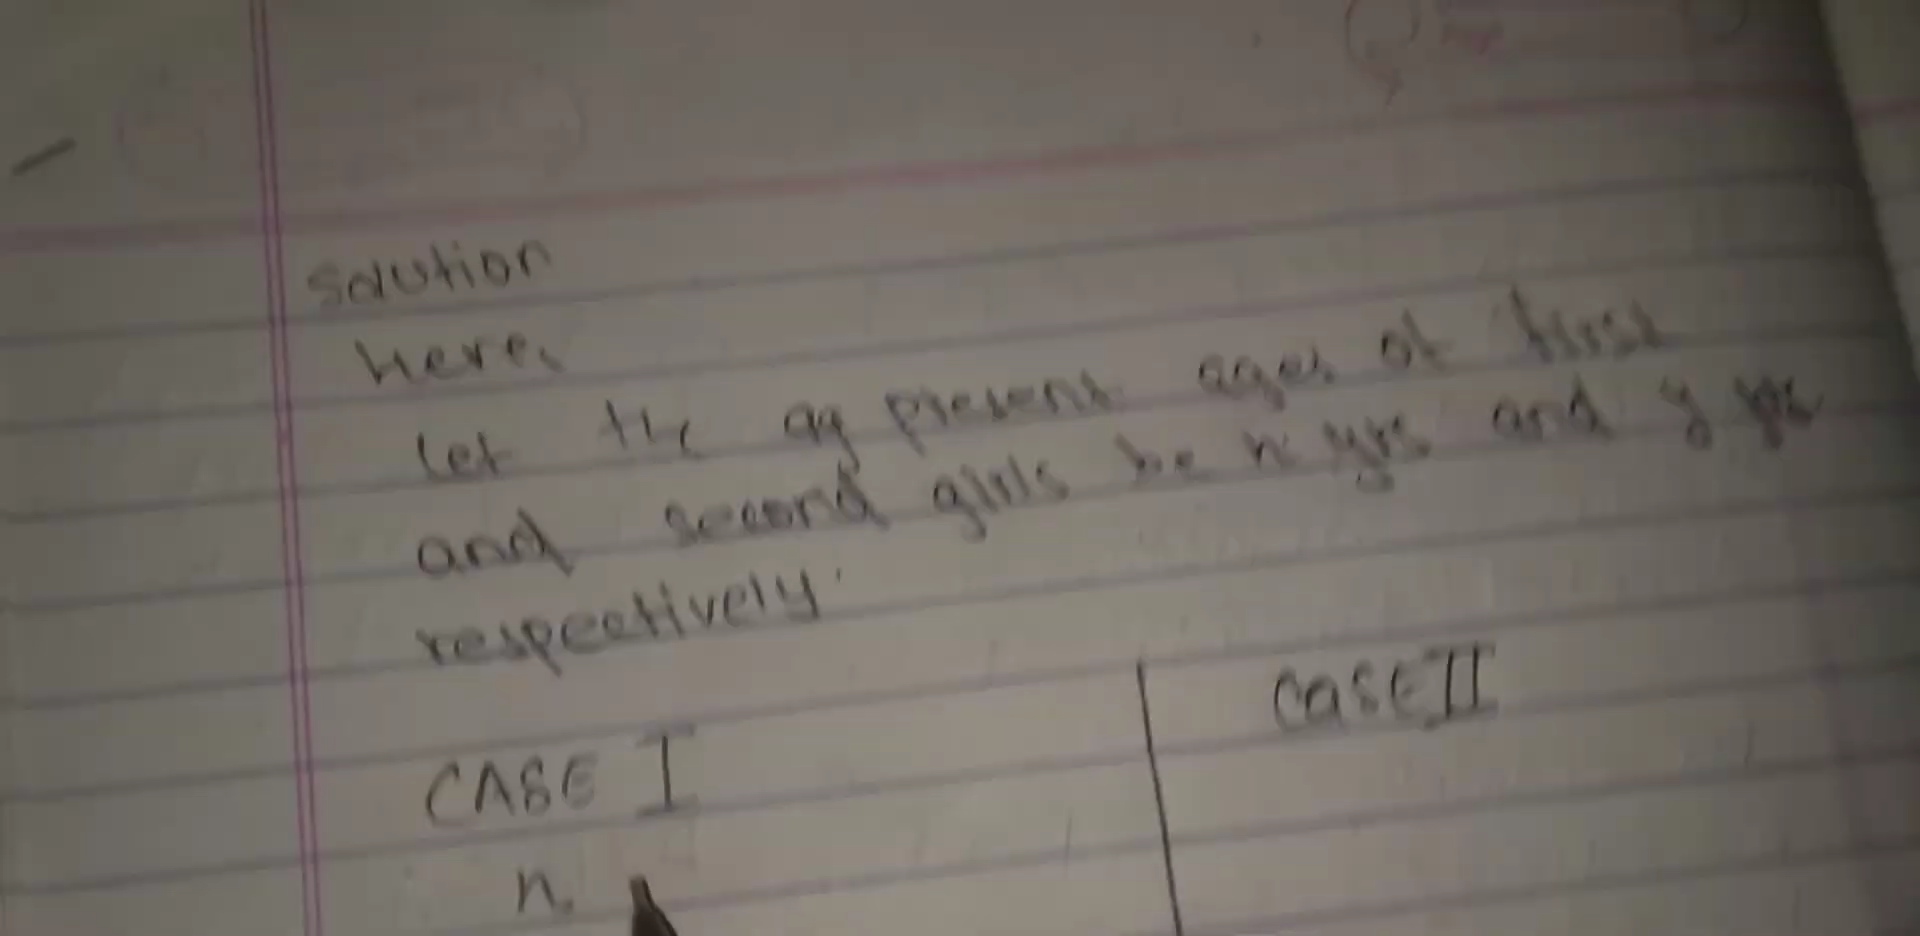 Solution
Here,
Let the ag present ages of first
and second girls be x yrs and y yrs
respectively.
CASE I
CASE II
x